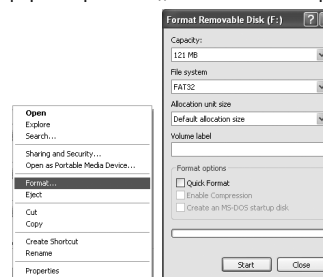 Open
Explore
Search...
Sharing and Security...
Open as Portable Media Device...
Format...
Eject
Cut
Copy
Create Shortcut
Rename
Properties
Format Removable Disk (F:)
Capacity:
121 MB
File system
FAT32
Allocation unit size
Default allocation size
Volume label
Format options
Quick Format
Enable Compression
Create an MS-DOS startup disk
Start Close